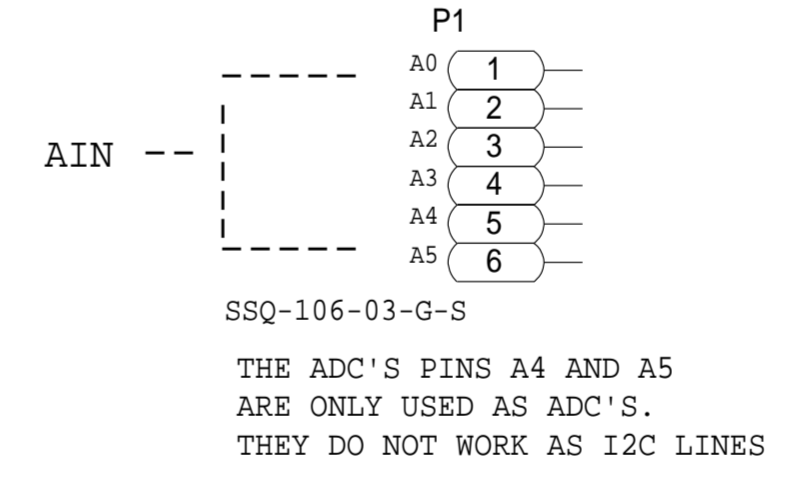 P1
A0 1
A1 2
A2 3
AIN
A3 4
A4 5
A5 6
SSQ-106-03-G-S
THE ADC'S PINS A4 AND A5
ARE ONLY USED AS ADC'S.
THEY DO NOT WORK AS I2C LINES